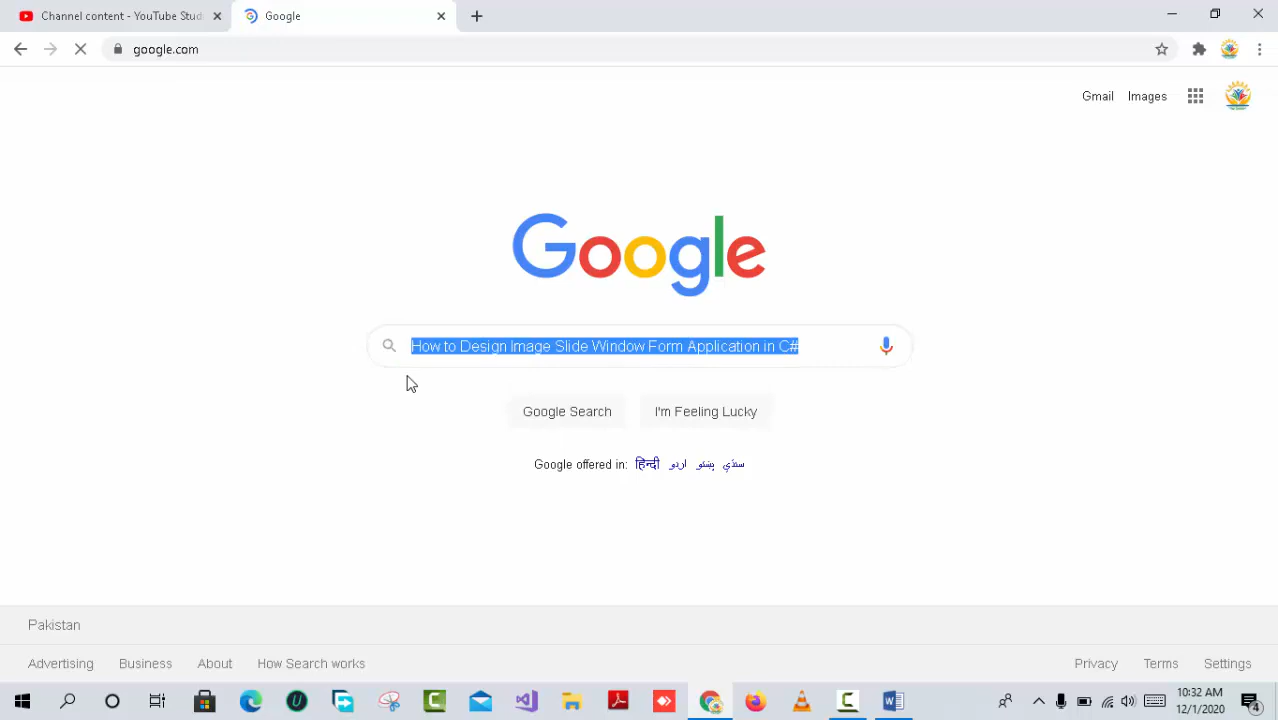 Channel content - YouTube Stud
Google
google.com
Gmail
Images
Google
How to Design Image Slide Window Form Application in C#
Google Search
I'm Feeling Lucky
Google offered in: हिन्दी اردو پښتو سنڌي
Pakistan
Advertising
Business
About
How Search works
Privacy
Terms
Settings
10:32 AM
12/1/2020
4